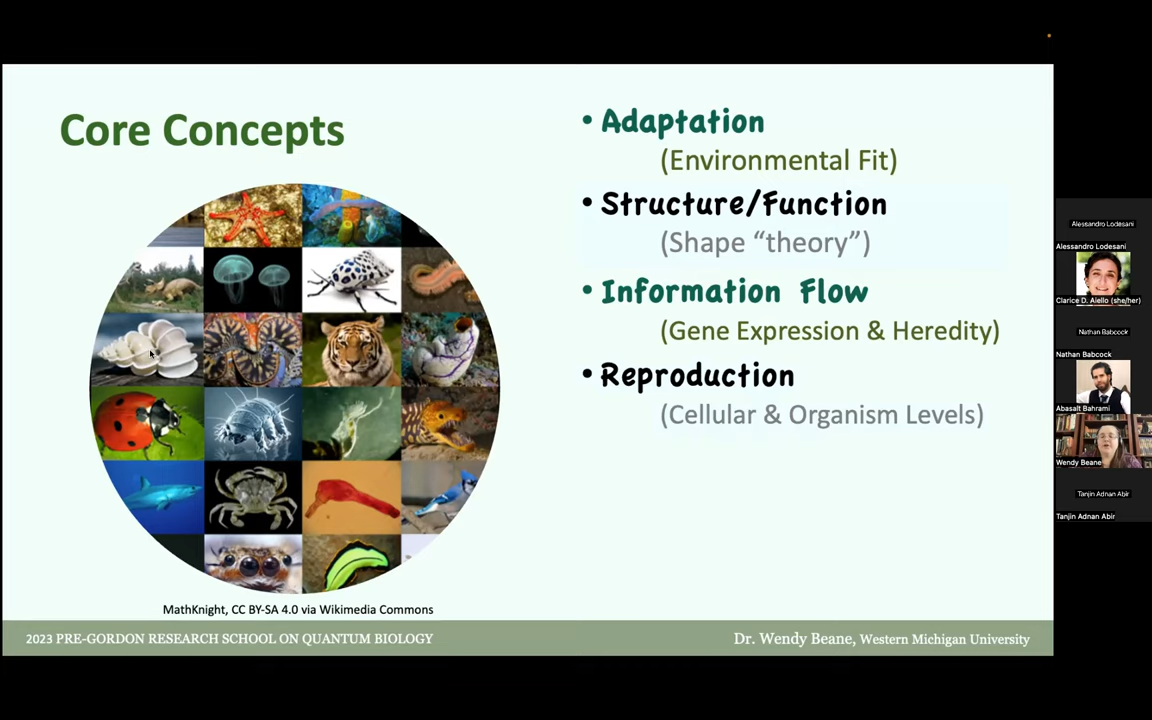 Core Concepts
• Adaptation
(Environmental Fit)
• Structure/Function
(Shape “theory”)
• Information Flow
(Gene Expression & Heredity)
• Reproduction
(Cellular & Organism Levels)
MathKnight, CC BY-SA 4.0 via Wikimedia Commons
2023 PRE-GORDON RESEARCH SCHOOL ON QUANTUM BIOLOGY
Dr. Wendy Beane, Western Michigan University
Alessandro Lodesani
Alessandro Lodesani
Clarice D. Aiello (she/her)
Nathan Babcock
Nathan Babcock
Abasalt Bahrami
Wendy Beane
Tanjin Adnan Abir
Tanjin Adnan Abir